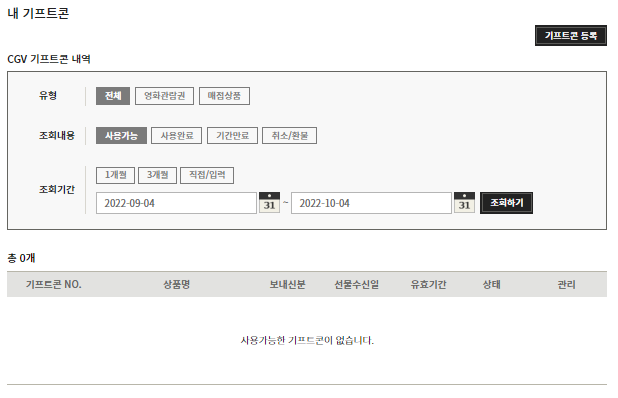 내 기프트콘
기프트콘 등록
CGV 기프트콘 내역
유형 전체 영화관람권 매점상품
조회내용 사용가능 사용완료 기간만료 취소/환불
조회기간 1개월 3개월 직접/입력
2022-09-04 31 ~ 2022-10-04 31 조회하기
총 0개
기프트콘 NO. 상품명 보내신분 선물수신일 유효기간 상태 관리
사용가능한 기프트콘이 없습니다.